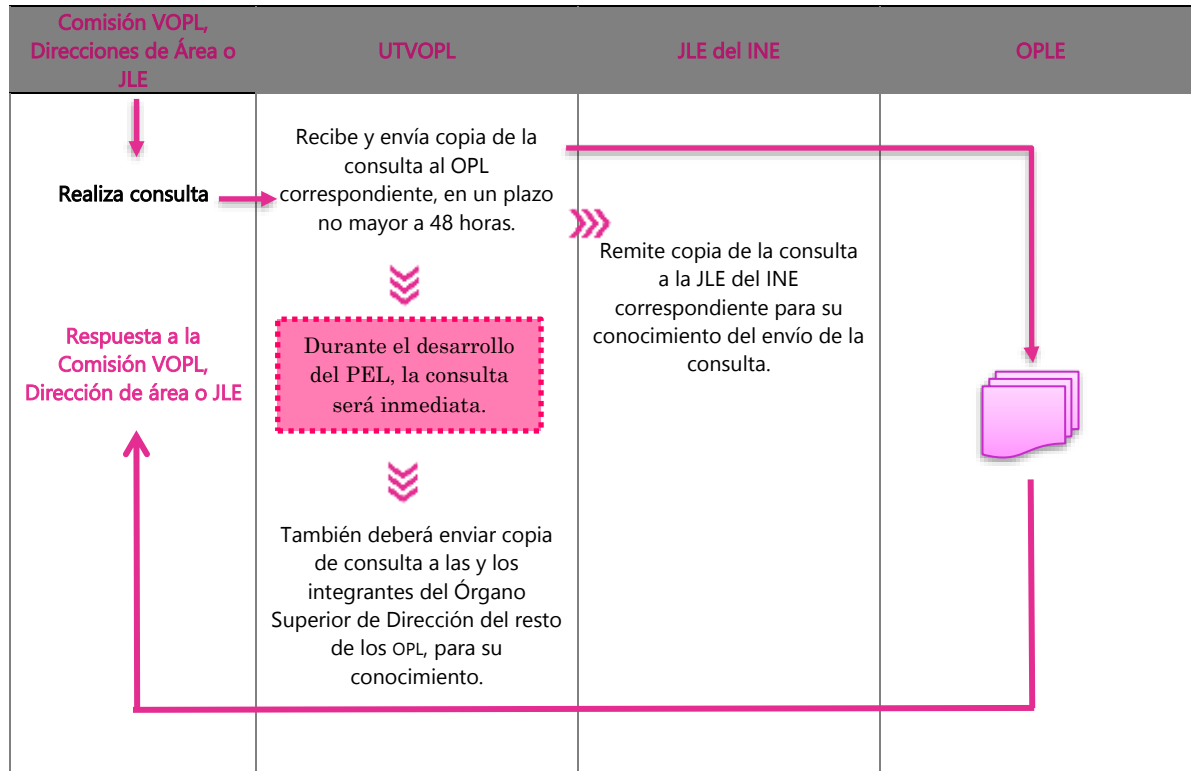 Comisión VOPL,
Direcciones de Área o
JLE
UTVOPL
JLE del INE
OPLE
Realiza consulta
Respuesta a la
Comisión VOPL,
Dirección de área o JLE
Recibe y envía copia de la
consulta al OPL
correspondiente, en un plazo
no mayor a 48 horas.
Durante el desarrollo
del PEL, la consulta
será inmediata.
También deberá enviar copia
de consulta a las y los
integrantes del Órgano
Superior de Dirección del resto
de los OPL, para su
conocimiento.
Remite copia de la consulta
a la JLE del INE
correspondiente para su
conocimiento del envío de la
consulta.